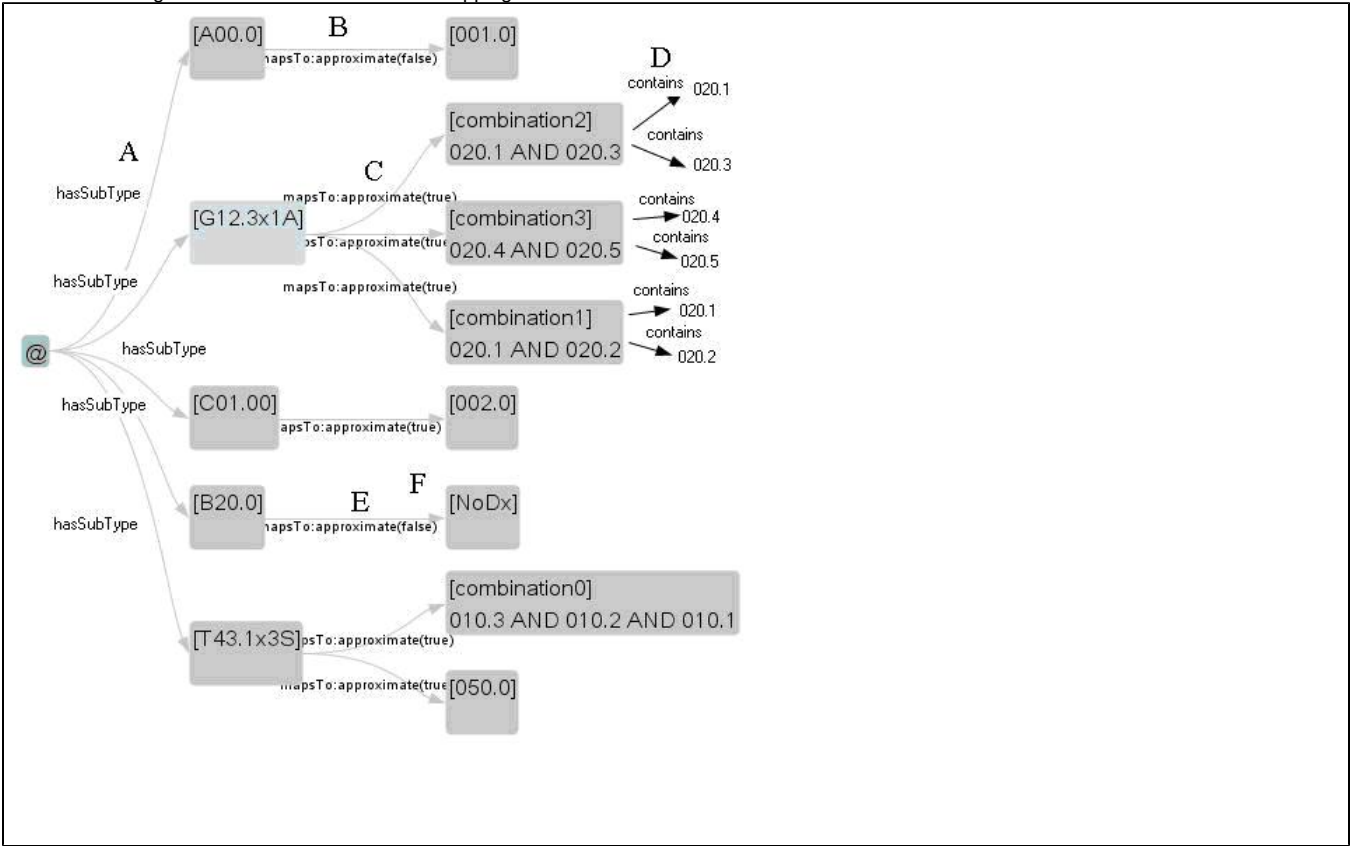 B
[A00.0]
[001.0]
mapsTo:approximate(false)
D
contains
020.1
[combination2]
020.1 AND 020.3
contains
020.3
A
hasSubType
C
mapsTo:approximate(true)
[G12.3x1A]
[combination3]
020.4 AND 020.5
psTo:approximate(true
contains
020.4
contains
020.5
hasSubType
mapsTo:approximate(true)
[combination1]
020.1 AND 020.2
contains
020.1
contains
020.2
@
hasSubType
hasSubType
[C01.00]
[002.0]
apsTo:approximate(true)
F
E
[B20.0]
[NoDx]
mapsTo:approximate(false)
hasSubType
[combination0]
010.3 AND 010.2 AND 010.1
[T43.1x3S]
psTo:approximate(true)
mapsTo:approximate(true
[050.0]